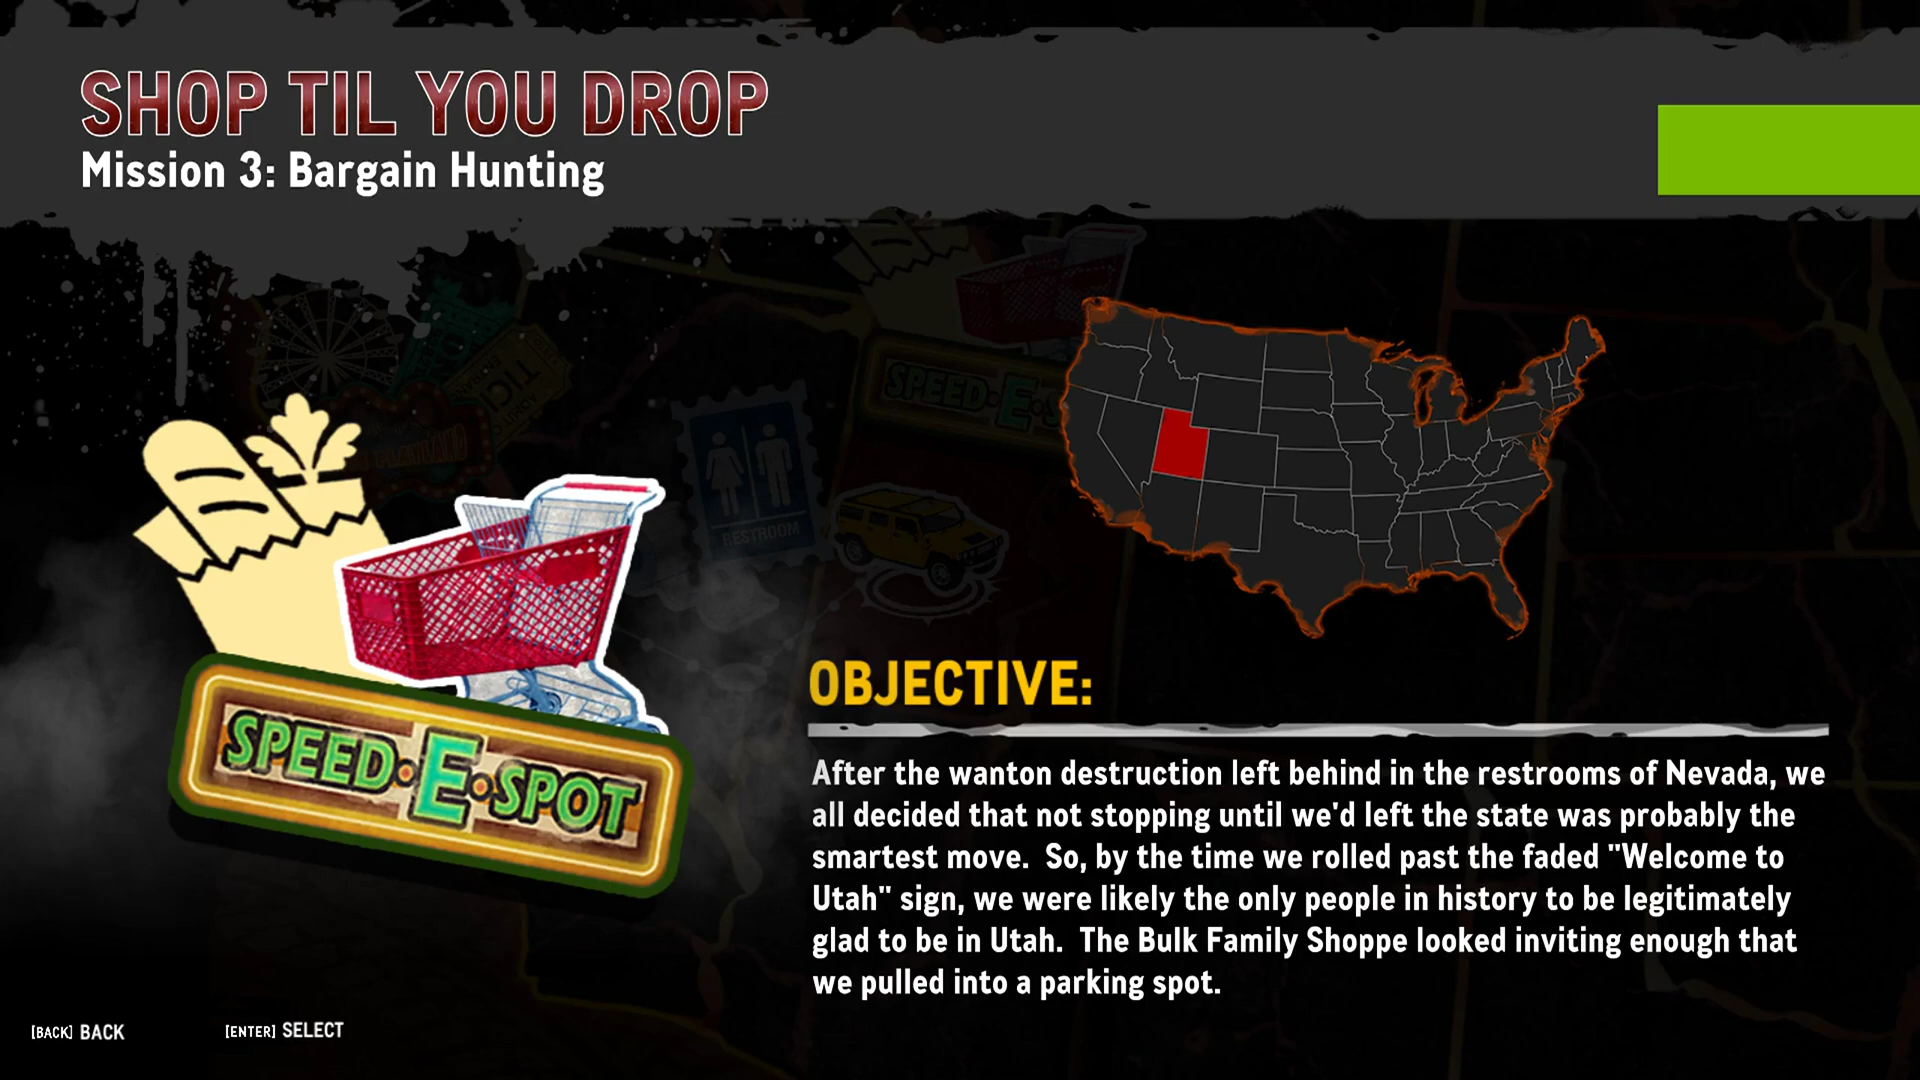 SHOP TIL YOU DROP
Mission 3: Bargain Hunting
SPEED·E·SPOT
RESTROOM
SPEED·E·SPOT
OBJECTIVE:
After the wanton destruction left behind in the restrooms of Nevada, we
all decided that not stopping until we'd left the state was probably the
smartest move.  So, by the time we rolled past the faded "Welcome to
Utah" sign, we were likely the only people in history to be legitimately
glad to be in Utah.  The Bulk Family Shoppe looked inviting enough that
we pulled into a parking spot.
[BACK] BACK
[ENTER] SELECT